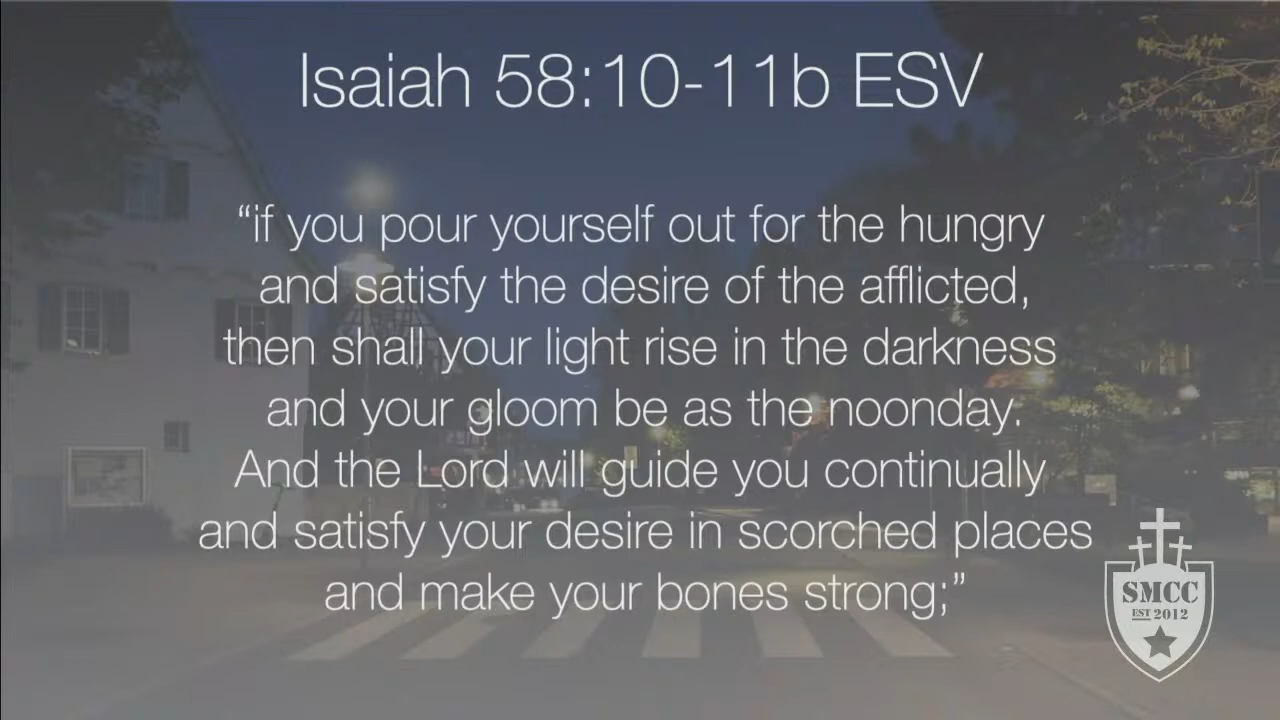 Isaiah 58:10-11b ESV
“if you pour yourself out for the hungry
and satisfy the desire of the afflicted,
then shall your light rise in the darkness
and your gloom be as the noonday.
And the Lord will guide you continually
and satisfy your desire in scorched places
and make your bones strong;”
SMCC
EST 2012